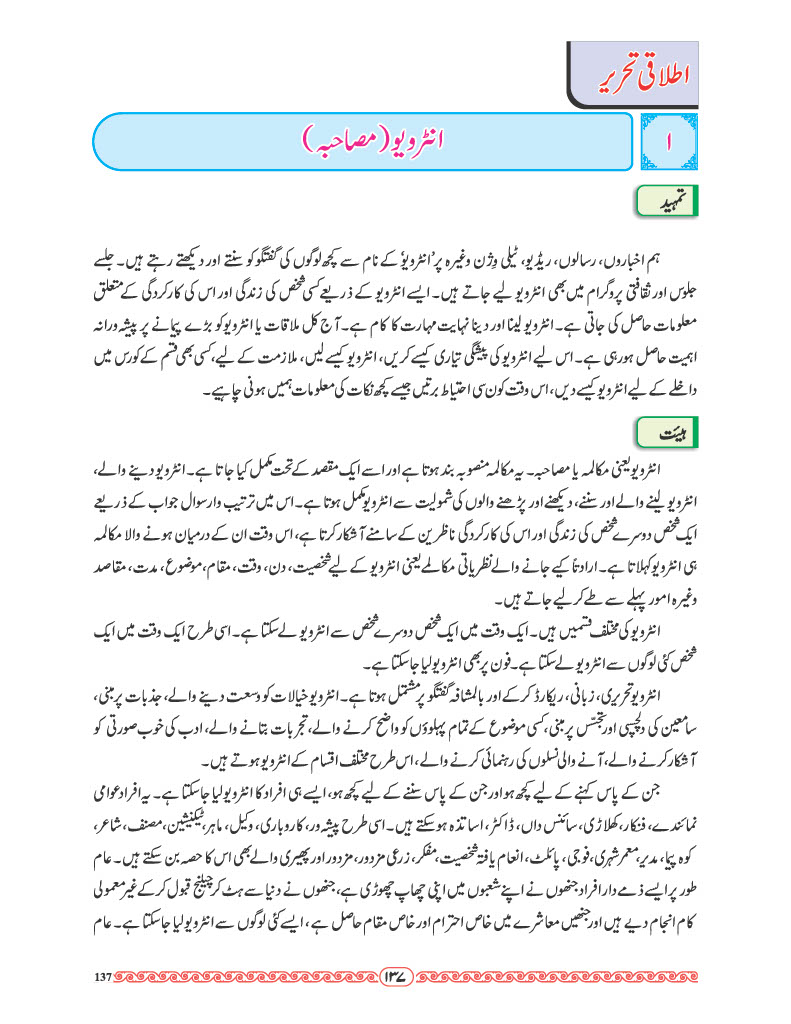 اطلاقی تحریر
۱
انٹرویو (مصاحبہ)
تمہید
ہم اخباروں، رسالوں، ریڈیو، ٹیلی وِژن وغیرہ پر 'انٹرویو' کے نام سے کچھ لوگوں کی گفتگو کو سنتے اور دیکھتے رہتے ہیں۔ جلسے
جلوس اور ثقافتی پروگرام میں بھی انٹرویو لیے جاتے ہیں۔ ایسے انٹرویو کے ذریعے کسی شخص کی زندگی اور اس کی کارکردگی کے متعلق
معلومات حاصل کی جاتی ہے۔ انٹرویو لینا اور دینا نہایت مہارت کا کام ہے۔ آج کل ملاقات یا انٹرویو کو بڑے پیمانے پر پیشہ ورانہ
اہمیت حاصل ہو رہی ہے۔ اس لیے انٹرویو کی پیشگی تیاری کیسے کریں، انٹرویو کیسے لیں، ملازمت کے لیے، کسی بھی قسم کے کورس میں
داخلے کے لیے انٹرویو کیسے دیں، اس وقت کون سی احتیاط برتیں جیسے کچھ نکات کی معلومات ہمیں ہونی چاہیے۔
ہیئت
انٹرویو یعنی مکالمہ یا مصاحبہ۔ یہ مکالمہ منصوبہ بند ہوتا ہے اور اسے ایک مقصد کے تحت مکمل کیا جاتا ہے۔ انٹرویو دینے والے،
انٹرویو لینے والے اور سننے، دیکھنے اور پڑھنے والوں کی شمولیت سے انٹرویو مکمل ہوتا ہے۔ اس میں ترتیب وار سوال جواب کے ذریعے
ایک شخص دوسرے شخص کی زندگی اور اس کی کارکردگی ناظرین کے سامنے آشکار کرتا ہے، اس وقت ان کے درمیان ہونے والا مکالمہ
ہی انٹرویو کہلاتا ہے۔ ارادتاً کیے جانے والے نظریاتی مکالمے یعنی انٹرویو کے لیے شخصیت، دن، وقت، مقام، موضوع، مدت، مقاصد
وغیرہ امور پہلے سے طے کر لیے جاتے ہیں۔
انٹرویو کی مختلف قسمیں ہیں۔ ایک وقت میں ایک شخص دوسرے شخص سے انٹرویو لے سکتا ہے۔ اسی طرح ایک وقت میں ایک
شخص کئی لوگوں سے انٹرویو لے سکتا ہے۔ فون پر بھی انٹرویو لیا جا سکتا ہے۔
انٹرویو تحریری، زبانی، ریکارڈ کر کے اور بالمشافہ گفتگو پر مشتمل ہوتا ہے۔ انٹرویو خیالات کو وسعت دینے والے، جذبات پر مبنی،
سامعین کی دلچسپی اور تجسّس پر مبنی، کسی موضوع کے تمام پہلوؤں کو واضح کرنے والے، تجربات بتانے والے، ادب کی خوب صورتی کو
آشکار کرنے والے، آنے والی نسلوں کی رہنمائی کرنے والے، اس طرح مختلف اقسام کے انٹرویو ہوتے ہیں۔
جن کے پاس کہنے کے لیے کچھ ہو اور جن کے پاس سننے کے لیے کچھ ہو، ایسے ہی افراد کا انٹرویو لیا جا سکتا ہے۔ یہ افراد عوامی
نمائندے، فنکار، کھلاڑی، سائنس داں، ڈاکٹر، اساتذہ ہو سکتے ہیں۔ اسی طرح پیشہ ور، کاروباری، وکیل، ماہر، ٹیکنیشین، مصنف، شاعر،
کوہ پیما، مدیر، معمر شہری، فوجی، پائلٹ، انعام یافتہ شخصیت، مفکر، زرعی مزدور، مزدور اور پھیری والے بھی اس کا حصہ بن سکتے ہیں۔ عام
طور پر ایسے ذمے دار افراد جنھوں نے اپنے شعبوں میں اپنی چھاپ چھوڑی ہے، جنھوں نے دنیا سے ہٹ کر چیلنج قبول کر کے غیر معمولی
کام انجام دیے ہیں اور جنھیں معاشرے میں خاص احترام اور خاص مقام حاصل ہے، ایسے کئی لوگوں سے انٹرویو لیا جا سکتا ہے۔ عام
۱۳۷
137